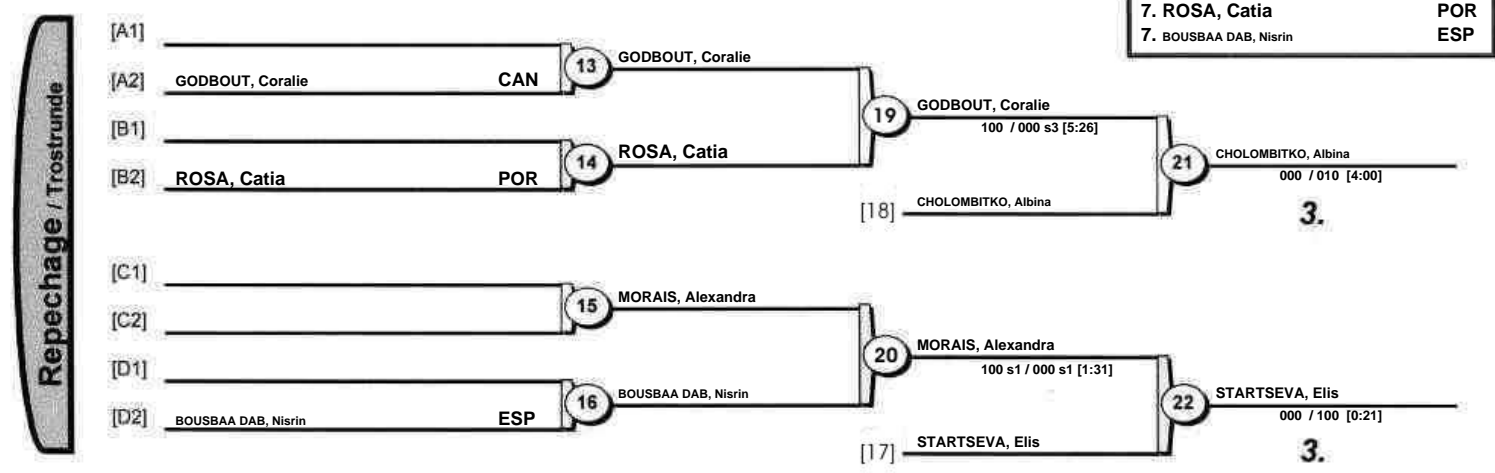 7. ROSA, Catia POR
7. BOUSBAA DAB, Nisrin ESP
Repechage / Trostrunde
[A1]
[A2] GODBOUT, Coralie CAN
13 GODBOUT, Coralie
[B1]
[B2] ROSA, Catia POR
14 ROSA, Catia
19 GODBOUT, Coralie
100 / 000 s3 [5:26]
[18] CHOLOMBITKO, Albina
21 CHOLOMBITKO, Albina
000 / 010 [4:00]
3.
[C1]
[C2]
15 MORAIS, Alexandra
[D1]
[D2] BOUSBAA DAB, Nisrin ESP
16 BOUSBAA DAB, Nisrin
20 MORAIS, Alexandra
100 s1 / 000 s1 [1:31]
[17] STARTSEVA, Elis
22 STARTSEVA, Elis
000 / 100 [0:21]
3.